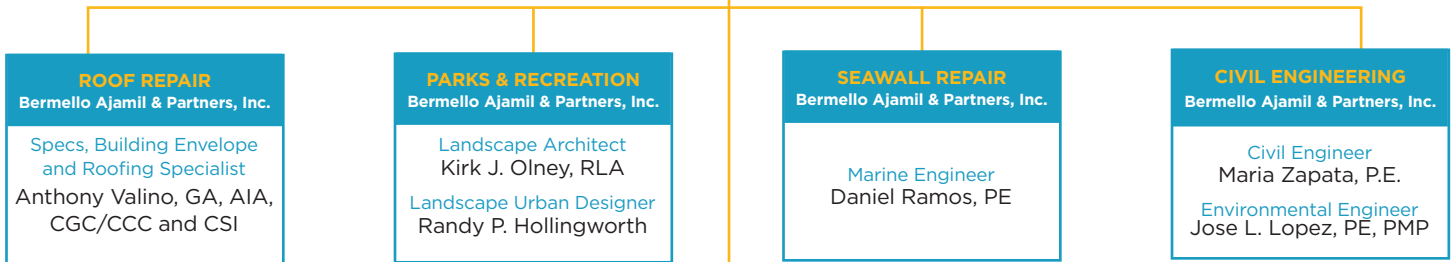 ROOF REPAIR
Bermello Ajamil & Partners, Inc.
Specs, Building Envelope
and Roofing Specialist
Anthony Valino, GA, AIA,
CGC/CCC and CSI
PARKS & RECREATION
Bermello Ajamil & Partners, Inc.
Landscape Architect
Kirk J. Olney, RLA
Landscape Urban Designer
Randy P. Hollingworth
SEAWALL REPAIR
Bermello Ajamil & Partners, Inc.
Marine Engineer
Daniel Ramos, PE
CIVIL ENGINEERING
Bermello Ajamil & Partners, Inc.
Civil Engineer
Maria Zapata, P.E.
Environmental Engineer
Jose L. Lopez, PE, PMP